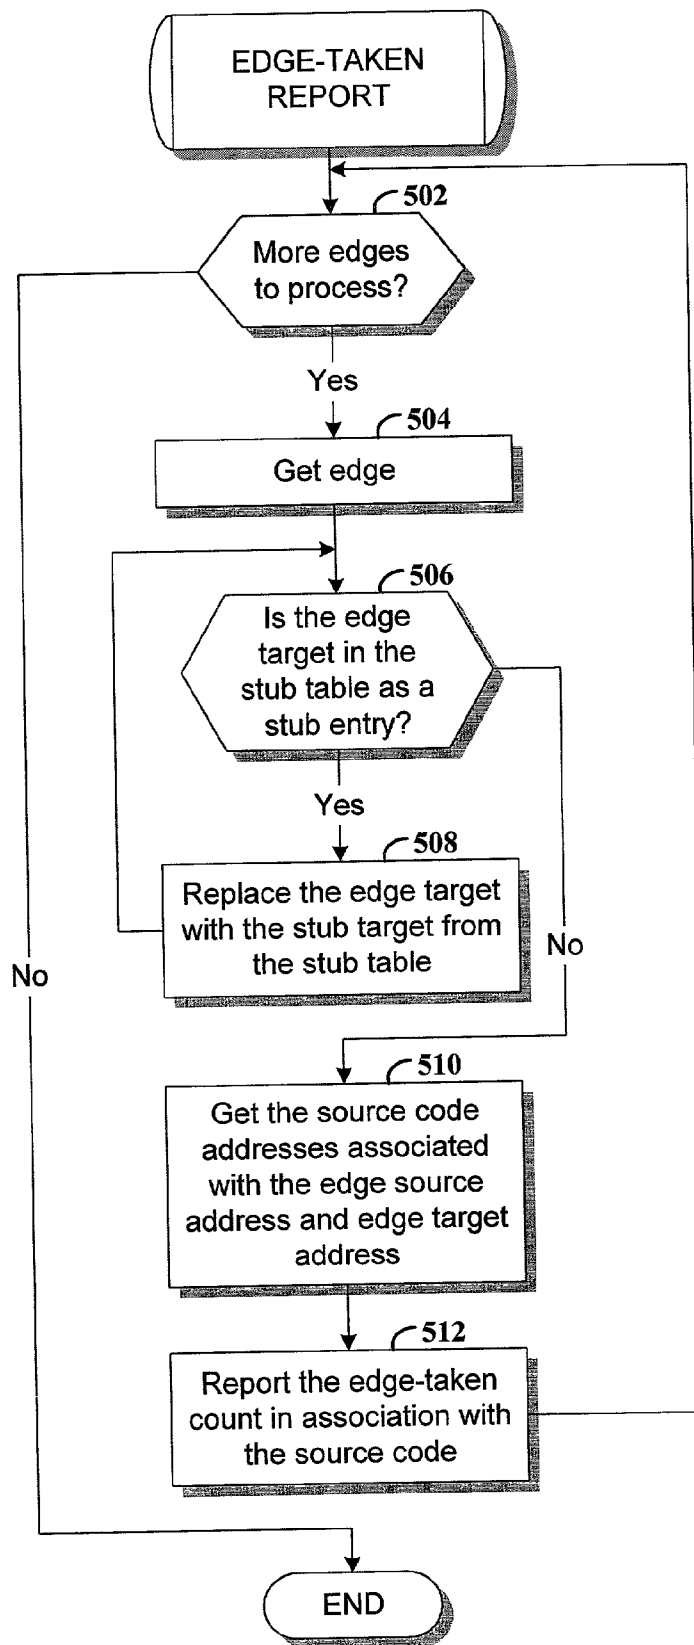 EDGE-TAKEN
REPORT
502
More edges
to process?
Yes
504
Get edge
506
Is the edge
target in the
stub table as a
stub entry?
Yes
508
Replace the edge target
with the stub target from
the stub table
No
No
510
Get the source code
addresses associated
with the edge source
address and edge target
address
512
Report the edge-taken
count in association with
the source code
END